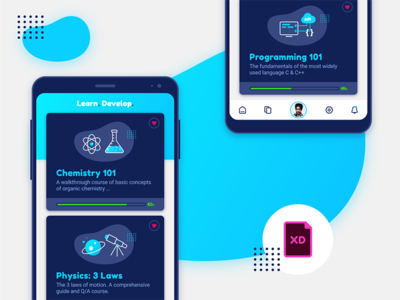 Learn & Develop.
Chemistry 101
A walkthrough course of basic concepts
of organic chemistry ...
Physics: 3 Laws
The 3 laws of motion. A comprehensive
guide and Q/A course.
API
Programming 101
The fundamentals of the most widely
used language C & C++
XD